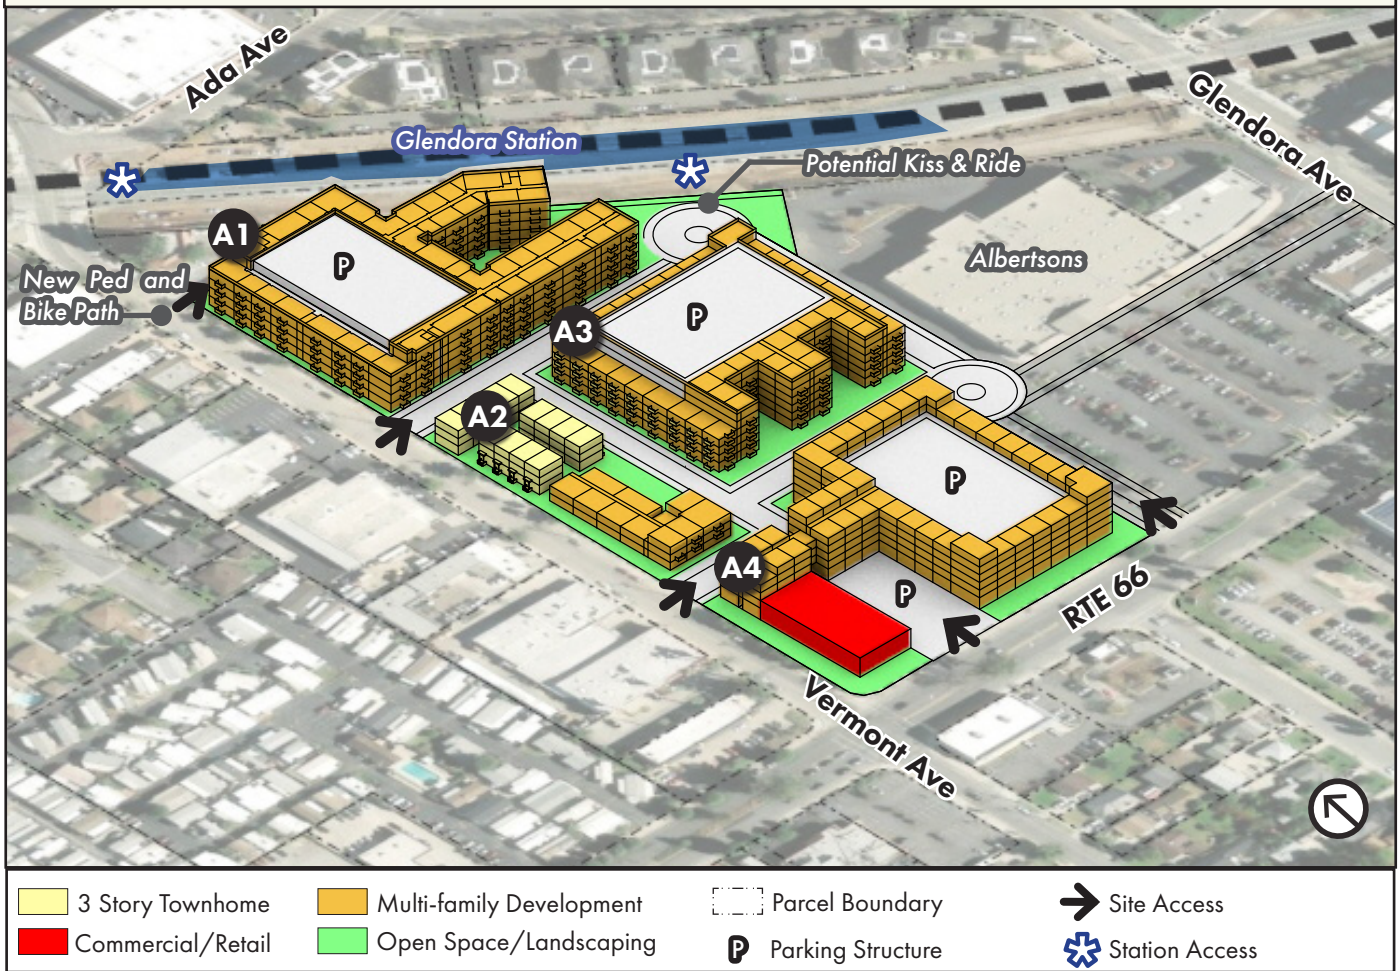 Ada Ave
Glendora Ave
Glendora Station
Potential Kiss & Ride
A1
P
Albertsons
New Ped and
Bike Path
P
A3
A2
P
A4
P
RTE 66
Vermont Ave
3 Story Townhome
Multi-family Development
Parcel Boundary
Site Access
Commercial/Retail
Open Space/Landscaping
P
Parking Structure
Station Access